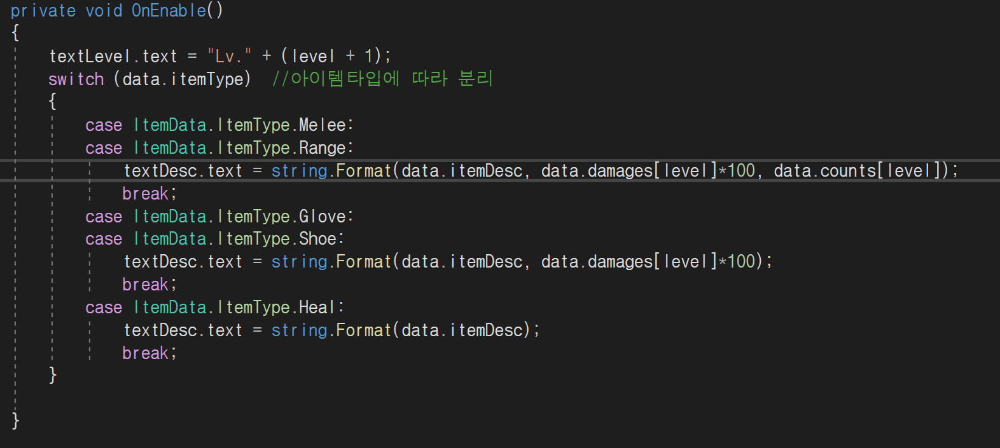 private void OnEnable()
{
textLevel.text = "Lv." + (level + 1);
switch (data.itemType)  //아이템타입에 따라 분리
{
case ItemData.ItemType.Melee:
case ItemData.ItemType.Range:
textDesc.text = string.Format(data.itemDesc, data.damages[level]*100, data.counts[level]);
break;
case ItemData.ItemType.Glove:
case ItemData.ItemType.Shoe:
textDesc.text = string.Format(data.itemDesc, data.damages[level]*100);
break;
case ItemData.ItemType.Heal:
textDesc.text = string.Format(data.itemDesc);
break;
}
}